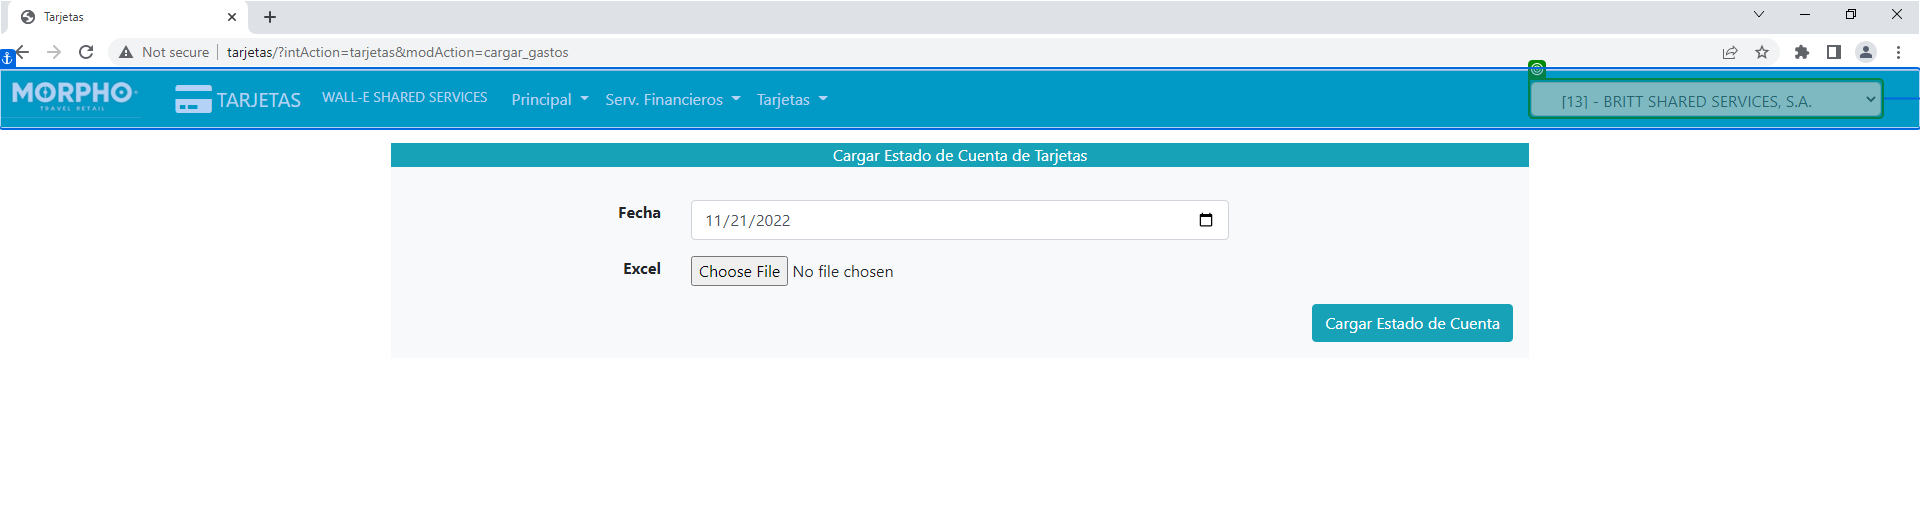 Tarjetas
Not secure
tarjetas/?intAction=tarjetas&modAction=cargar_gastos
MORPHO
TRAVEL RETAIL
TARJETAS
WALL-E SHARED SERVICES
Principal
Serv. Financieros
Tarjetas
[13] - BRITT SHARED SERVICES, S.A.
Cargar Estado de Cuenta de Tarjetas
Fecha
11/21/2022
Excel
Choose File No file chosen
Cargar Estado de Cuenta